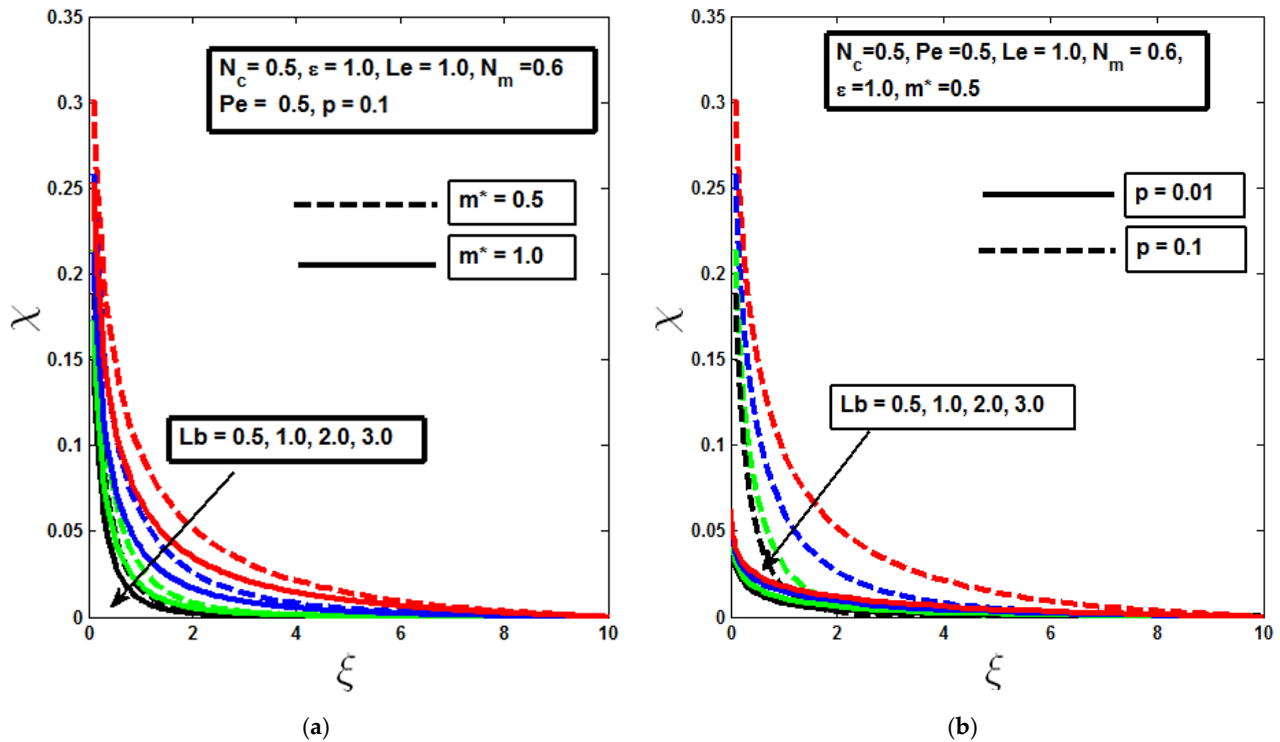 0.35
0.3
0.25
0.2
0.15
0.1
0.05
0
χ
N_c = 0.5, ε = 1.0, Le = 1.0, N_m =0.6
Pe = 0.5, p = 0.1
m* = 0.5
m* = 1.0
Lb = 0.5, 1.0, 2.0, 3.0
0 2 4 6 8 10
ξ
(a)
0.35
0.3
0.25
0.2
0.15
0.1
0.05
0
χ
N_c=0.5, Pe =0.5, Le = 1.0, N_m = 0.6,
ε =1.0, m* =0.5
p = 0.01
p = 0.1
Lb = 0.5, 1.0, 2.0, 3.0
0 2 4 6 8 10
ξ
(b)